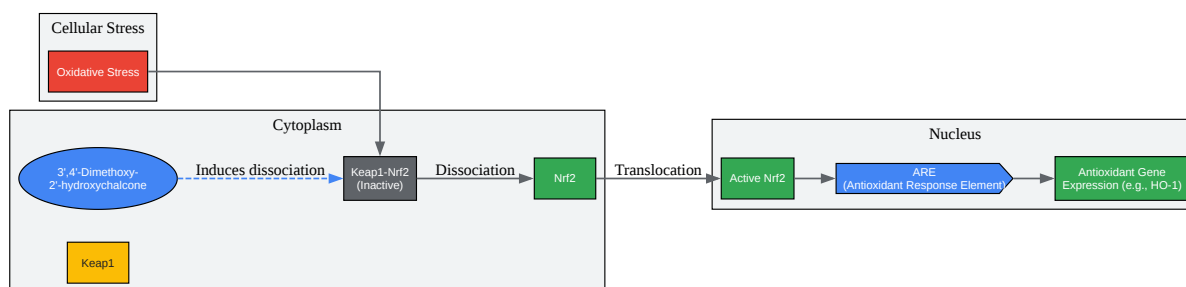 Cellular Stress
Oxidative Stress
Cytoplasm
3',4'-Dimethoxy-
2'-hydroxychalcone
Induces dissociation
Keap1-Nrf2
(Inactive)
Dissociation
Nrf2
Translocation
Nucleus
Active Nrf2
ARE
(Antioxidant Response Element)
Antioxidant Gene
Expression (e.g., HO-1)
Keap1